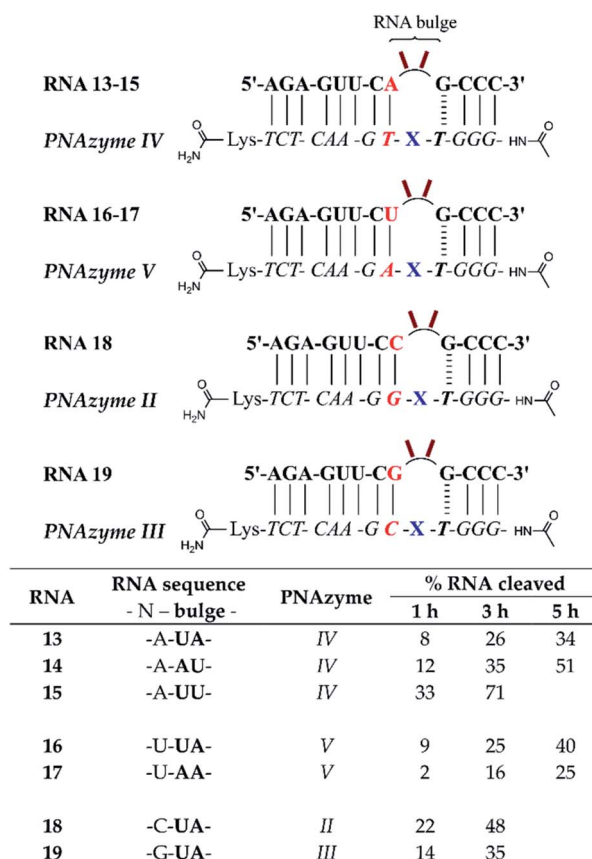 RNA bulge
RNA 13-15 5'-AGA-GUU-CA G-CCC-3'
PNAzyme IV H₂N O Lys-TCT- CAA -G T- X -T-GGG- HN O
RNA 16-17 5'-AGA-GUU-CU G-CCC-3'
PNAzyme V H₂N O Lys-TCT- CAA -GA- X -T-GGG- HN O
RNA 18 5'-AGA-GUU-CC G-CCC-3'
PNAzyme II H₂N O Lys-TCT- CAA -G G -X -T-GGG- HN O
RNA 19 5'-AGA-GUU-CG G-CCC-3'
PNAzyme III H₂N O Lys-TCT- CAA -G C-X -T-GGG- HN O
RNA RNA sequence - N – bulge - PNAzyme % RNA cleaved
1 h 3 h 5 h
13 -A-UA- IV 8 26 34
14 -A-AU- IV 12 35 51
15 -A-UU- IV 33 71
16 -U-UA- V 9 25 40
17 -U-AA- V 2 16 25
18 -C-UA- II 22 48
19 -G-UA- III 14 35